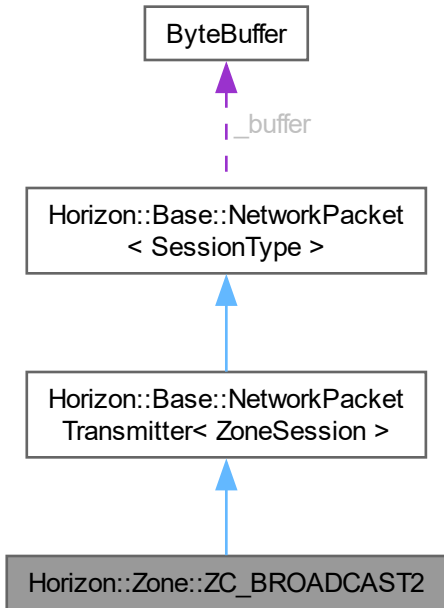 ByteBuffer
_buffer
Horizon::Base::NetworkPacket
< SessionType >
Horizon::Base::NetworkPacket
Transmitter< ZoneSession >
Horizon::Zone::ZC_BROADCAST2